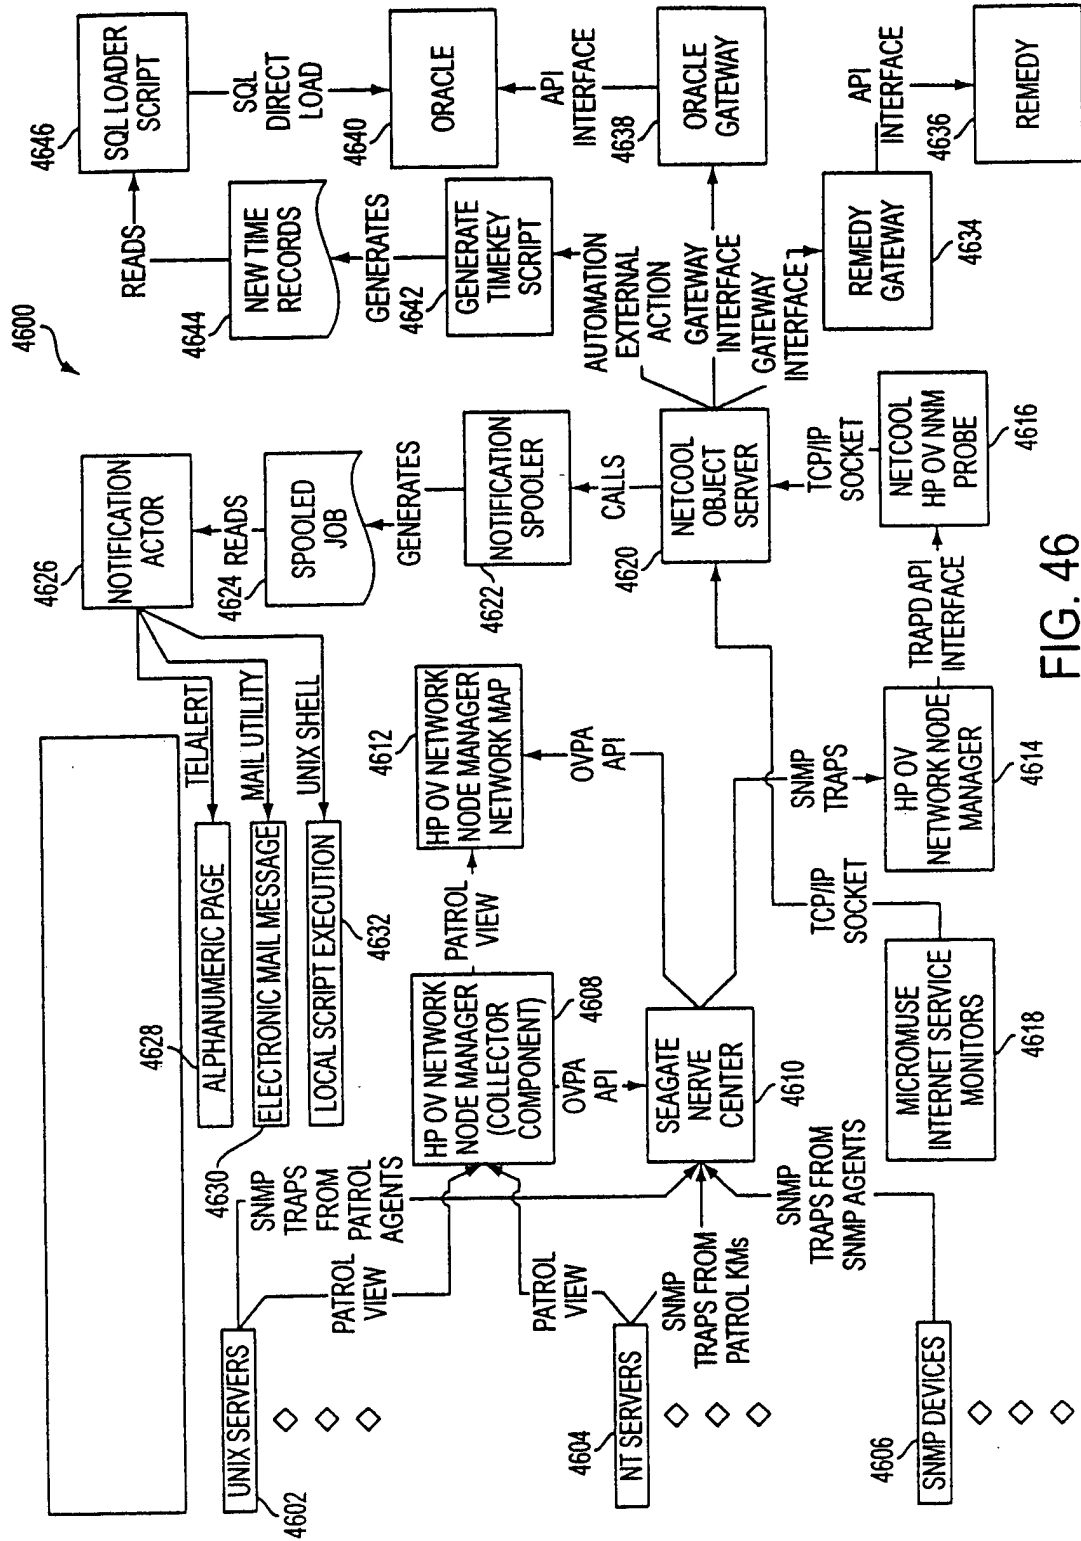 4600
UNIX SERVERS
4602
NT SERVERS
4604
SNMP DEVICES
4606
PATROL
VIEW
SNMP
TRAPS
FROM
PATROL
AGENTS
PATROL
VIEW
SNMP
TRAPS FROM
PATROL KMs
SNMP
TRAPS FROM
SNMP AGENTS
4628
ALPHANUMERIC PAGE
4630
ELECTRONIC MAIL MESSAGE
LOCAL SCRIPT EXECUTION
4632
TELALERT
MAIL UTILITY
UNIX SHELL
HP OV NETWORK
NODE MANAGER
(COLLECTOR
COMPONENT)
4608
OVPA
API
SEAGATE
NERVE
CENTER
4610
MICROMUSE
INTERNET SERVICE
MONITORS
4618
PATROL
VIEW
4612
HP OV NETWORK
NODE MANAGER
NETWORK MAP
OVPA
API
SNMP
TRAPS
TCP/IP
SOCKET
HP OV
NETWORK NODE
MANAGER
4614
TRAPD API
INTERFACE
4626
NOTIFICATION
ACTOR
READS
4624
SPOOLED
JOB
GENERATES
NOTIFICATION
SPOOLER
4622
CALLS
NETCOOL
OBJECT
SERVER
4620
TCP/IP
SOCKET
NETCOOL
HP OV NNM
PROBE
4616
AUTOMATION
EXTERNAL
ACTION
GATEWAY
INTERFACE
GATEWAY
INTERFACE
READS
NEW TIME
RECORDS
4644
GENERATES
4642
GENERATE
TIMEKEY
SCRIPT
REMEDY
GATEWAY
4634
4646
SQL LOADER
SCRIPT
SQL
DIRECT
LOAD
4640
ORACLE
API
INTERFACE
4638
ORACLE
GATEWAY
API
INTERFACE
4636
REMEDY
FIG. 46